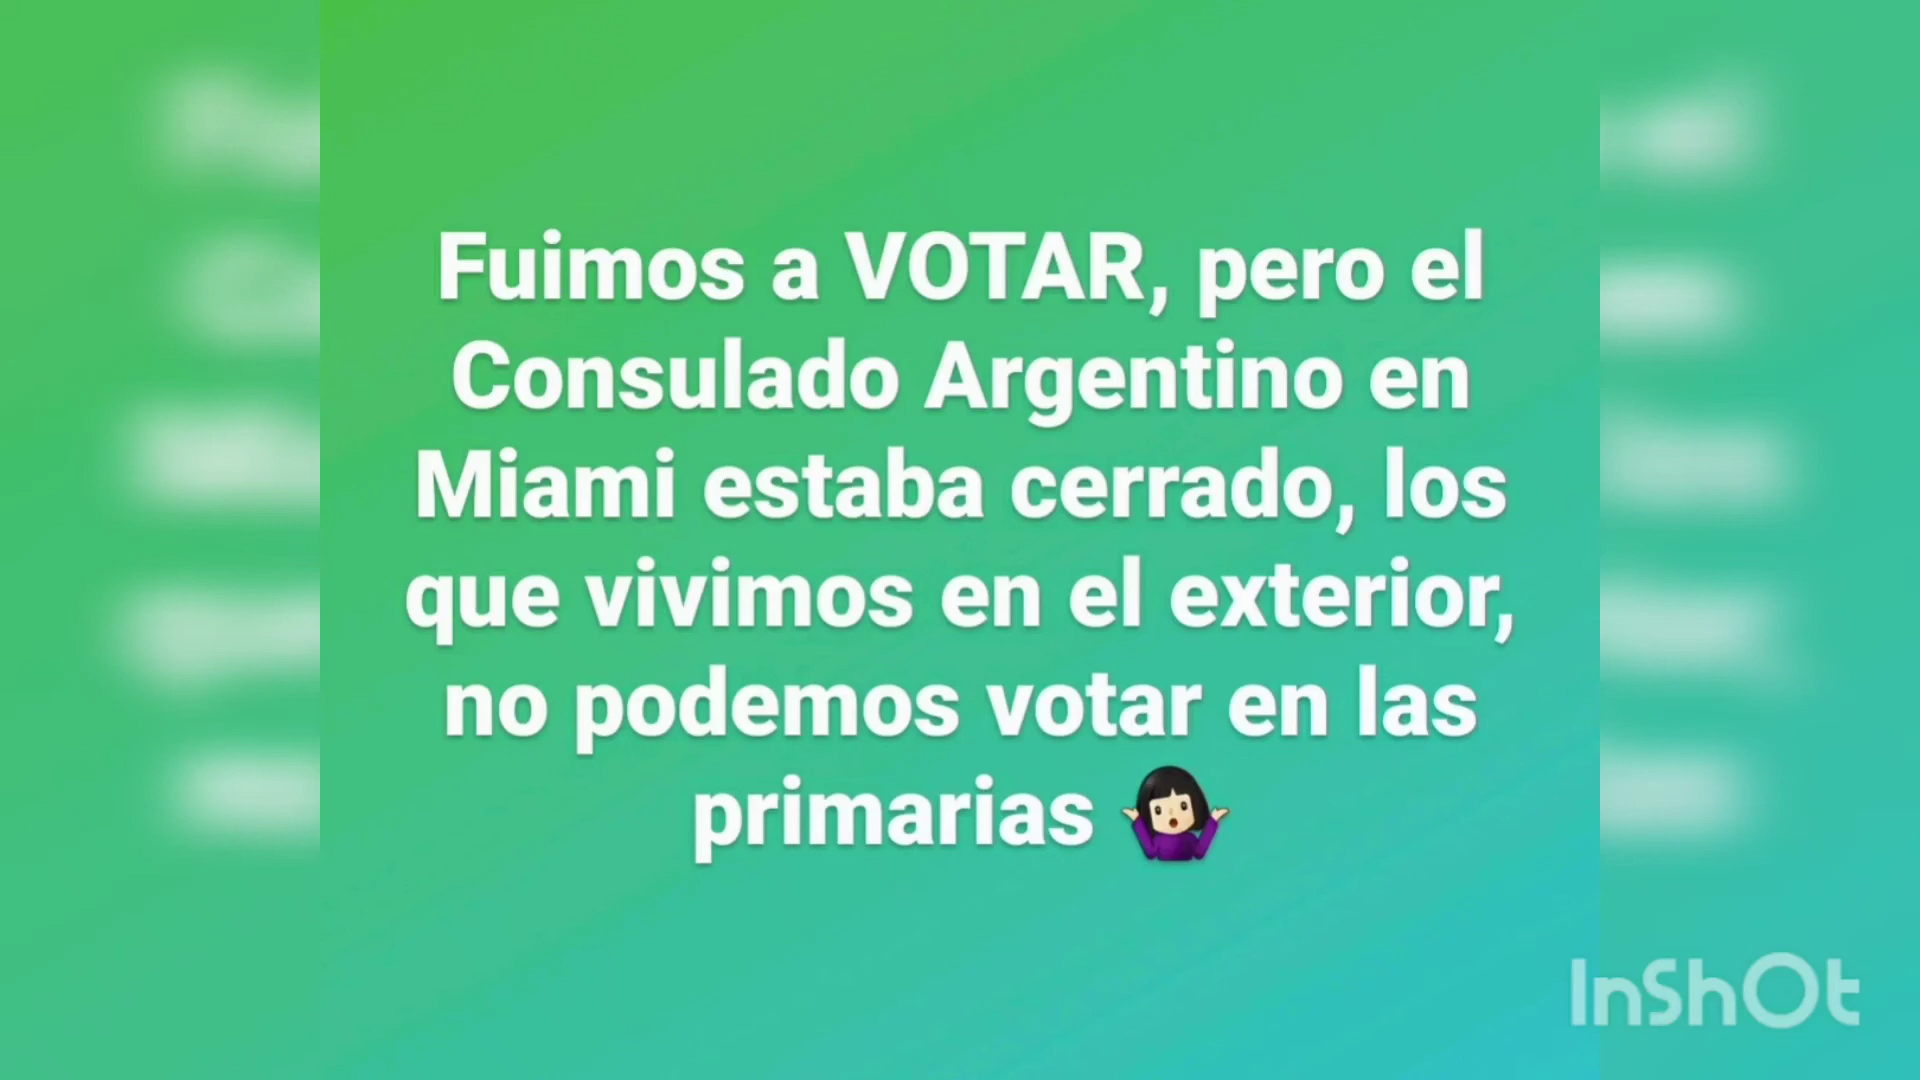 Fuimos a VOTAR, pero el
Consulado Argentino en
Miami estaba cerrado, los
que vivimos en el exterior,
no podemos votar en las
primarias 🤷🏻‍♀️
InShOt